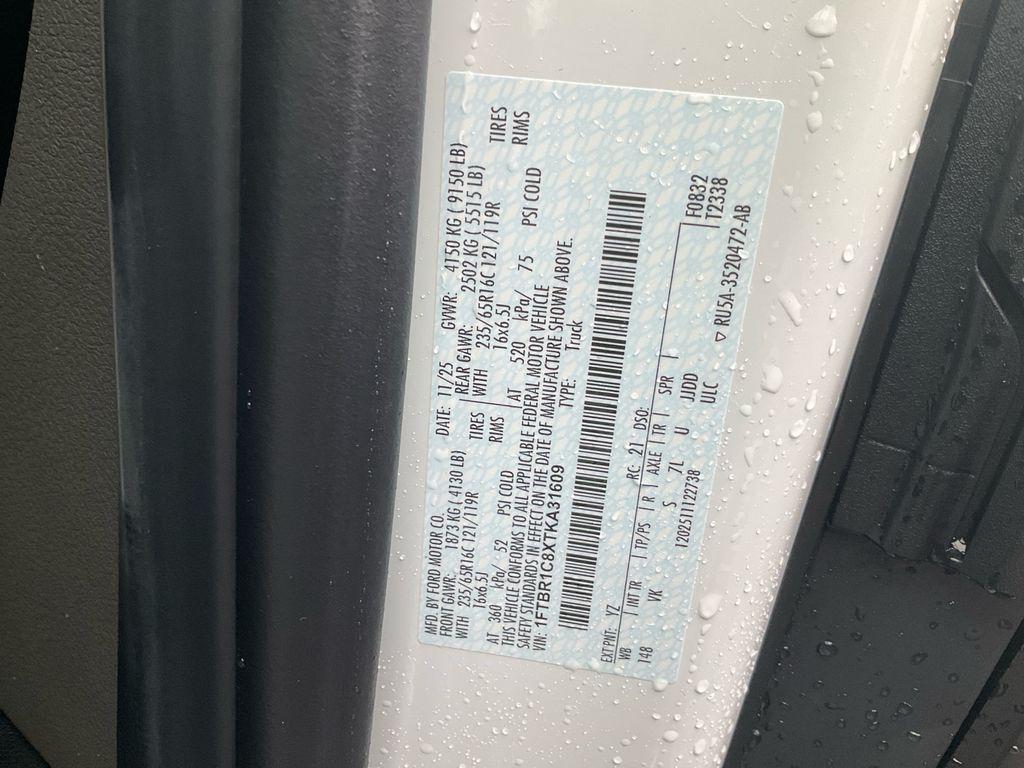 MFD. BY FORD MOTOR CO.
DATE: 11/25 GVWR: 4150 KG ( 9150 LB)
FRONT GAWR: 1873 KG ( 4130 LB)
REAR GAWR: 2502 KG ( 5515 LB)
WITH 235/65R16C 121/119R TIRES
WITH 235/65R16C 121/119R TIRES
16x6.5J RIMS
16x6.5J RIMS
AT 360 kPa/ 52 PSI COLD
AT 520 kPa/ 75 PSI COLD
THIS VEHICLE CONFORMS TO ALL APPLICABLE FEDERAL MOTOR VEHICLE
SAFETY STANDARDS IN EFFECT ON THE DATE OF MANUFACTURE SHOWN ABOVE.
VIN: 1FTBR1C8XTKA31609 TYPE: Truck
EXT PNT: YZ RC: 21 DSO: F0832
WB INT TR TP/PS R AXLE TR SPR T2338
148 VK S 7L U JJDD
1202511122738 ULC
RU5A-3520472-AB